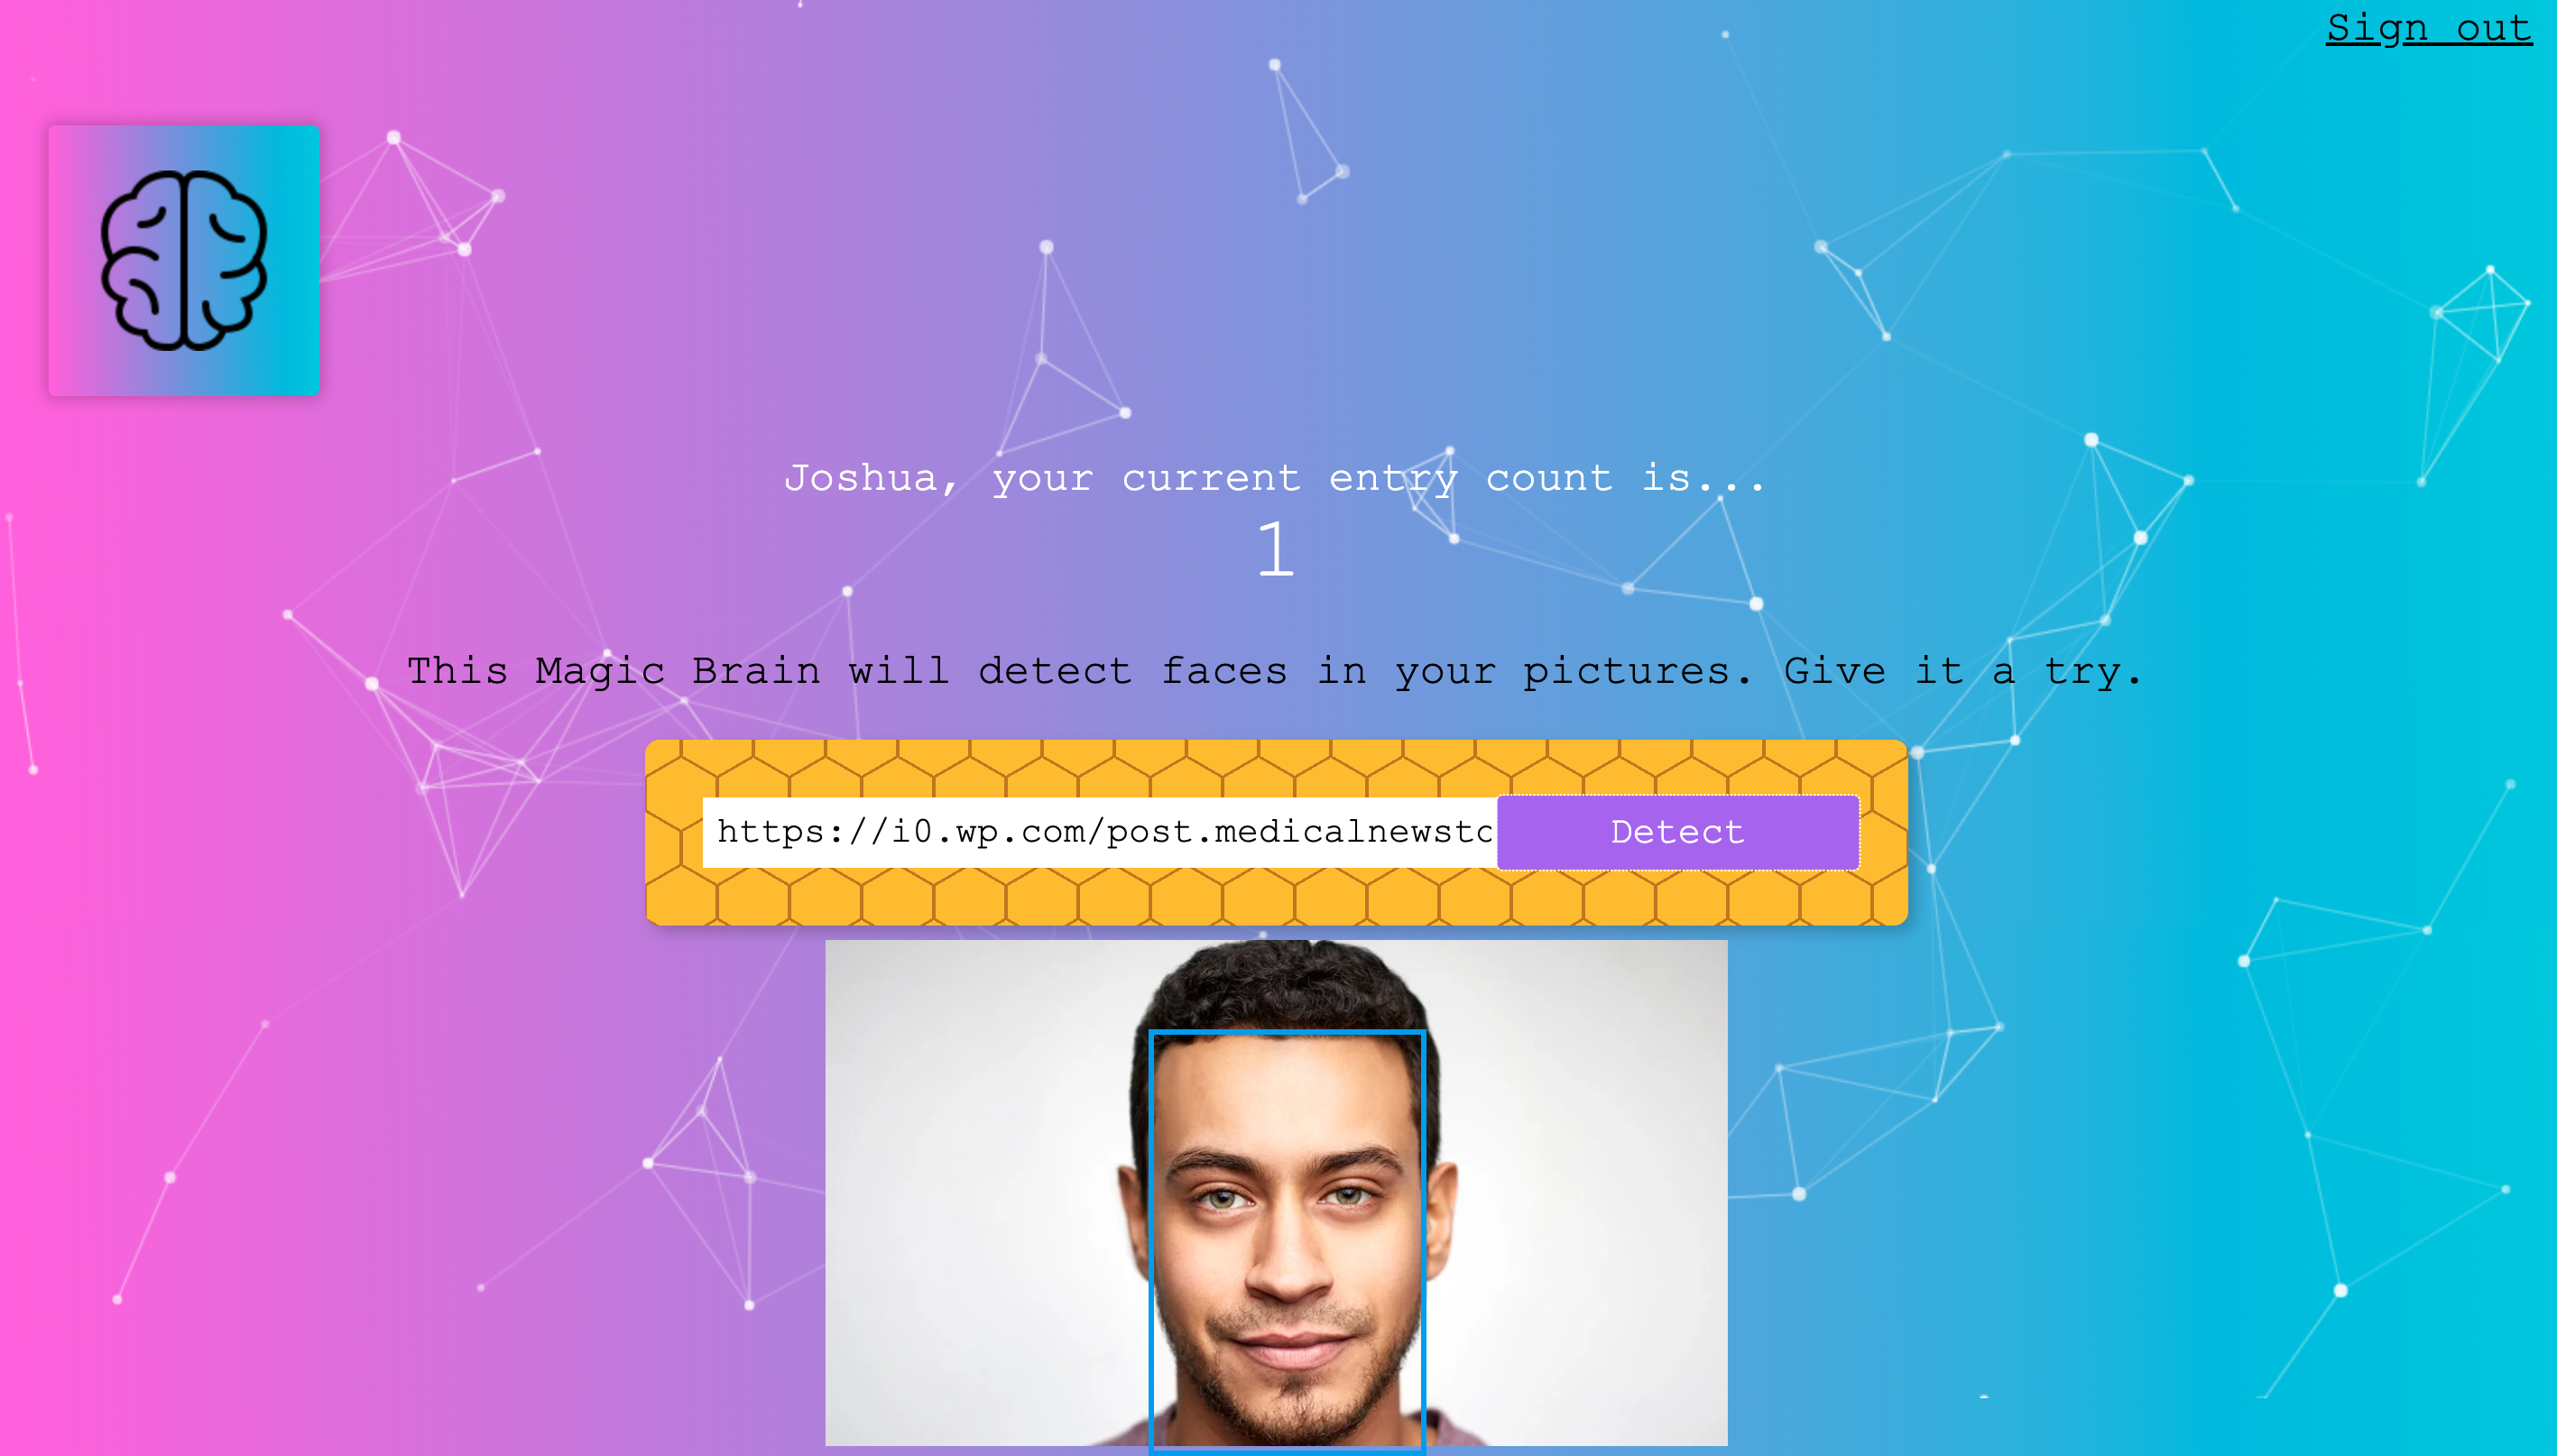 Sign out
Joshua, your current entry count is...
1
This Magic Brain will detect faces in your pictures. Give it a try.
https://i0.wp.com/post.medicalnewstc
Detect